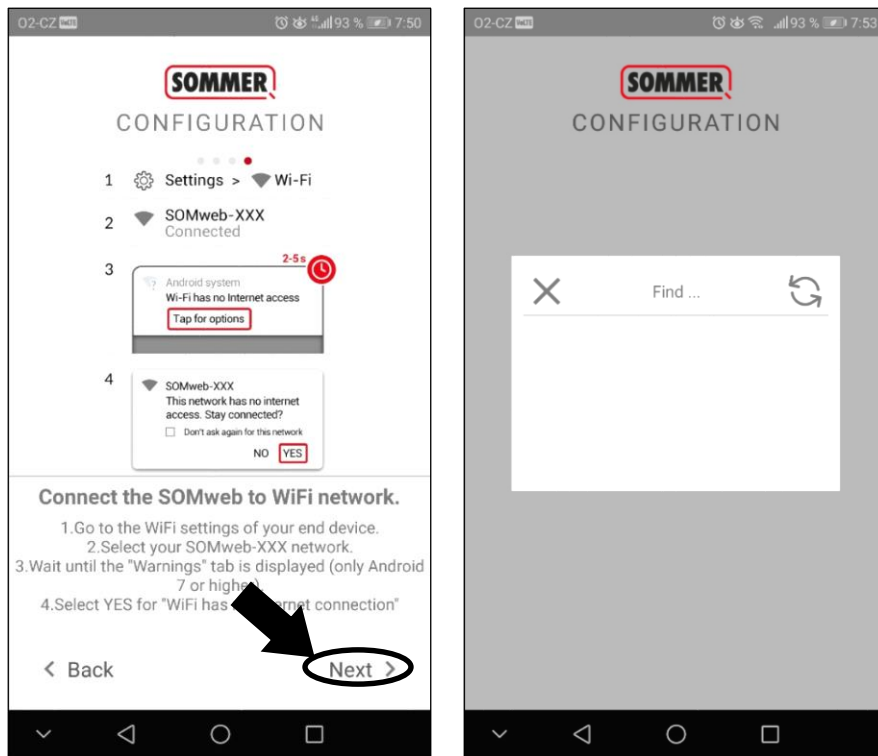 O2-CZ VoLTE 93 % 7:50
SOMMER
CONFIGURATION
1 Settings > Wi-Fi
2 SOMweb-XXX
Connected
3 2-5 s
Android system
Wi-Fi has no Internet access
Tap for options
4 SOMweb-XXX
This network has no internet
access. Stay connected?
Don't ask again for this network
NO YES
Connect the SOMweb to WiFi network.
1.Go to the WiFi settings of your end device.
2.Select your SOMweb-XXX network.
3.Wait until the "Warnings" tab is displayed (only Android
7 or higher).
4.Select YES for "WiFi has connection"
< Back Next >
O2-CZ VoLTE 93 % 7:53
SOMMER
CONFIGURATION
Find ...